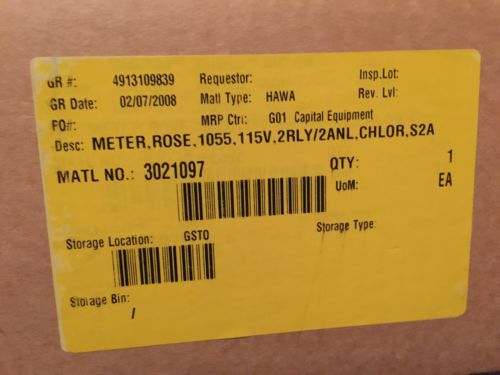 GR #: 4913109839 Requestor: Insp.Lot:
GR Date: 02/07/2008 Matl Type: HAWA Rev. Lvl:
PO#: MRP Ctr: G01 Capital Equipment
Desc: METER,ROSE,1055,115V,2RLY/2ANL,CHLOR,S2A
MATL NO.: 3021097 QTY: 1
UoM: EA
Storage Location: GST0 Storage Type:
Storage Bin:
/